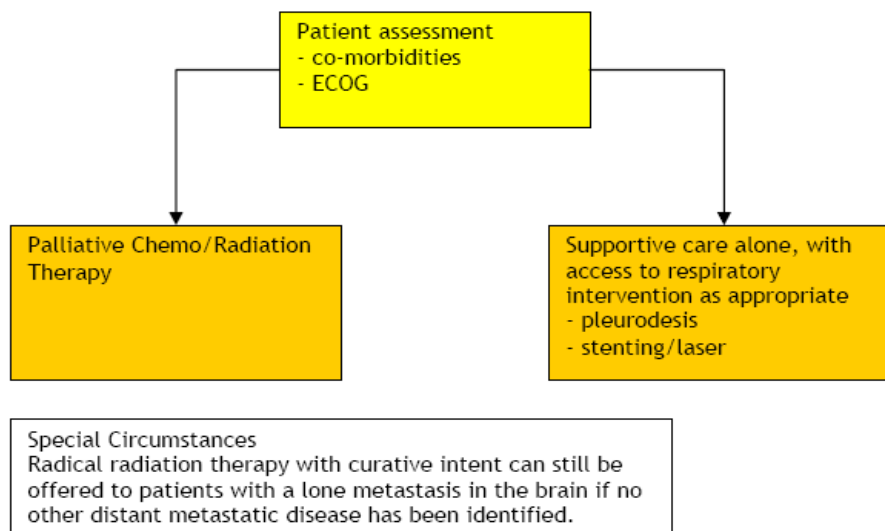 Patient assessment
- co-morbidities
- ECOG
Palliative Chemo/Radiation
Therapy
Supportive care alone, with
access to respiratory
intervention as appropriate
- pleurodesis
- stenting/laser
Special Circumstances
Radical radiation therapy with curative intent can still be
offered to patients with a lone metastasis in the brain if no
other distant metastatic disease has been identified.